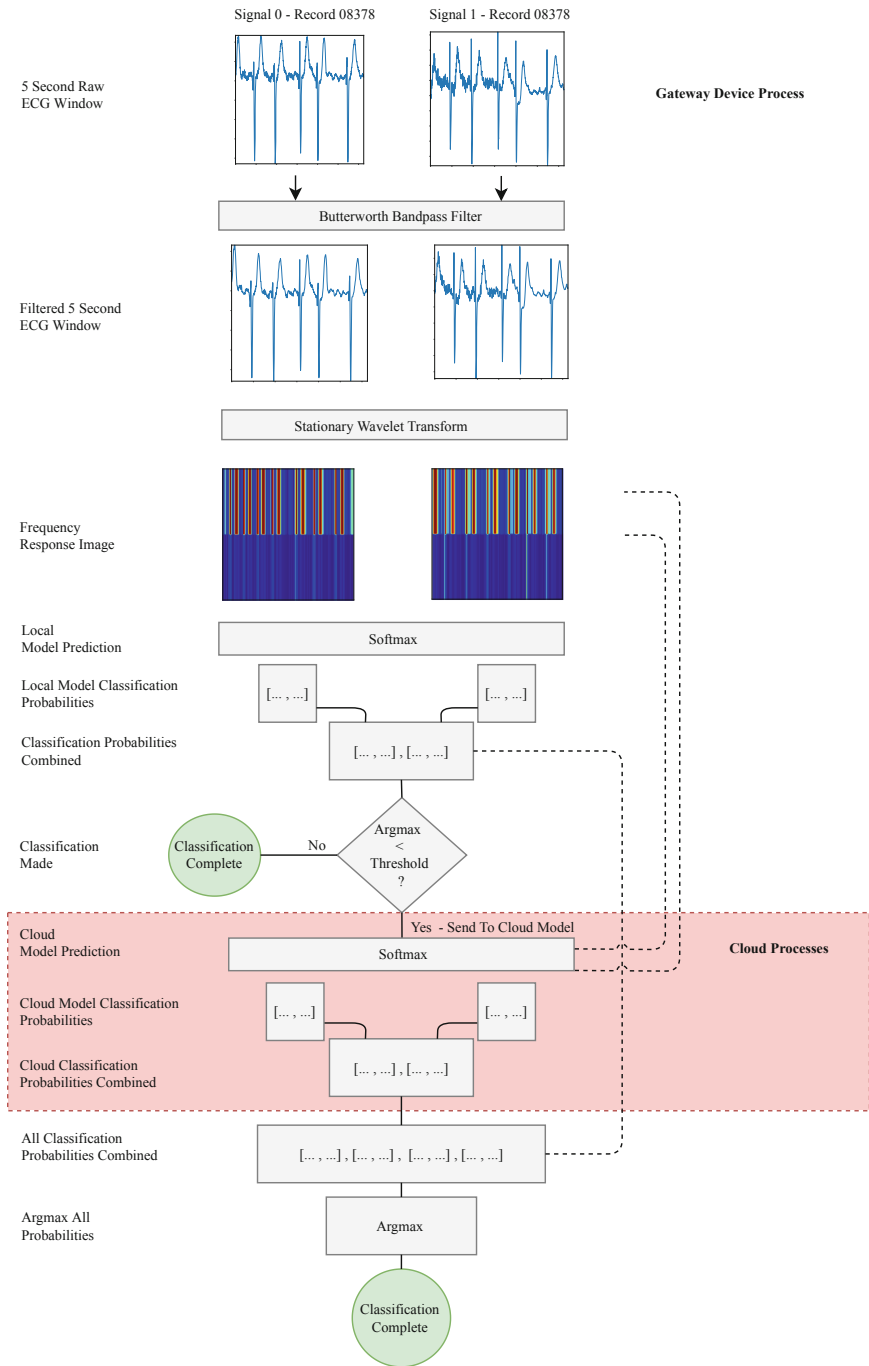 Signal 0 - Record 08378
Signal 1 - Record 08378
5 Second Raw
ECG Window
Gateway Device Process
Butterworth Bandpass Filter
Filtered 5 Second
ECG Window
Stationary Wavelet Transform
Frequency
Response Image
Local
Model Prediction
Softmax
Local Model Classification
Probabilities
[... , ...]
[... , ...]
Classification Probabilities
Combined
[... , ...] , [... , ...]
Classification
Made
Classification
Complete
No
Argmax
<
Threshold
?
Yes - Send To Cloud Model
Cloud
Model Prediction
Softmax
Cloud Processes
Cloud Model Classification
Probabilities
[... , ...]
[... , ...]
Cloud Classification
Probabilities Combined
[... , ...] , [... , ...]
All Classification
Probabilities Combined
[... , ...] , [... , ...] , [... , ...] , [... , ...]
Argmax All
Probabilities
Argmax
Classification
Complete